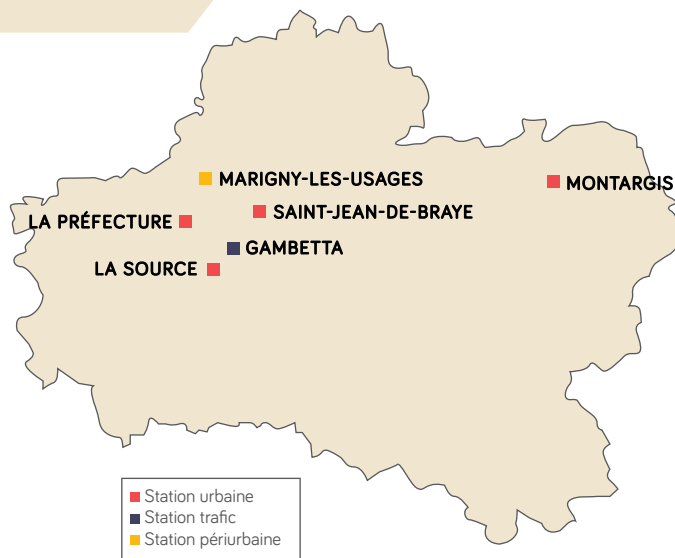 MARIGNY-LES-USAGES
MONTARGIS
SAINT-JEAN-DE-BRAYE
LA PRÉFECTURE
GAMBETTA
LA SOURCE
Station urbaine
Station trafic
Station périurbaine